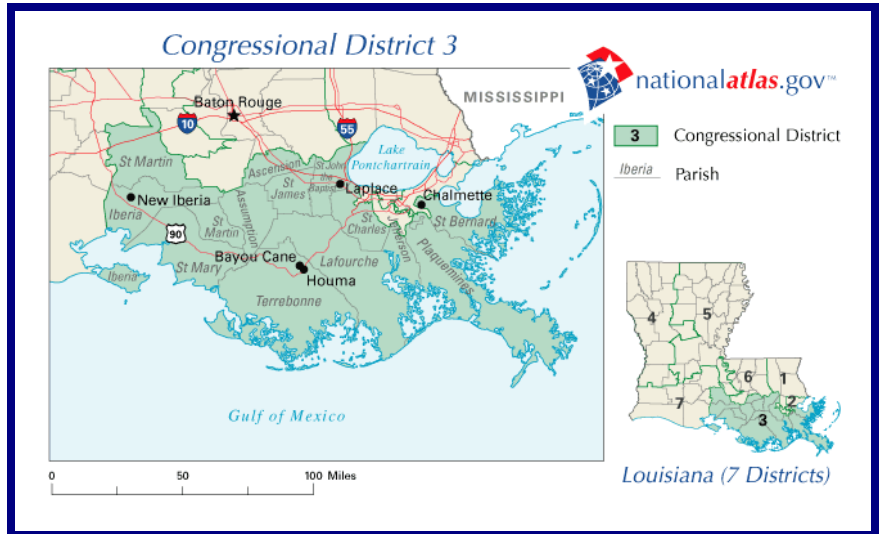 Congressional District 3
nationalatlas.gov™
MISSISSIPPI
Baton Rouge
10
55
Lake
Pontchartrain
3 Congressional District
Iberia Parish
St Martin
Ascension
St John
the
Baptist
St
James
Laplace
New Iberia
Iberia
Assumption
Chalmette
St Bernard
St
Martin
St
Charles
Jefferson
90
Plaquemines
Bayou Cane
Lafourche
St Mary
Iberia
Houma
Terrebonne
Gulf of Mexico
4
5
6
1
2
7
3
0 50 100 Miles
Louisiana (7 Districts)